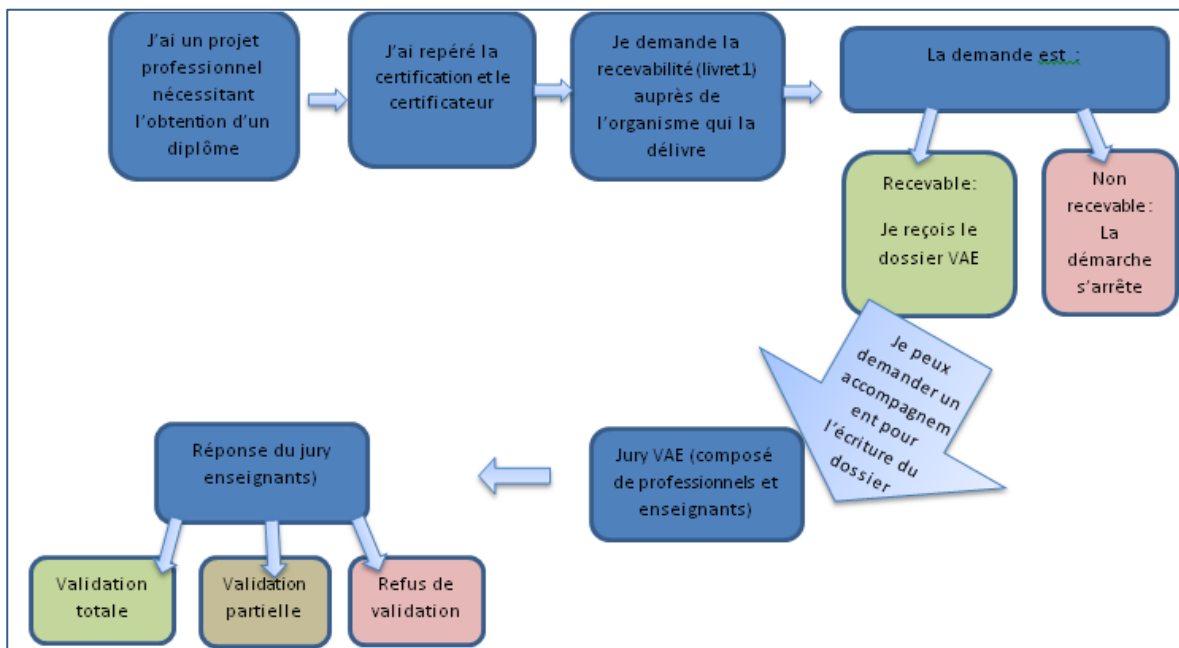 J'ai un projet
professionnel
nécessitant
l'obtention d'un
diplôme
J'ai repéré la
certification et le
certificateur
Je demande la
recevabilité (livret1)
auprès de
l'organisme qui la
délivre
La demande est :
Recevable:
Je reçois le
dossier VAE
Non
recevable:
La
démarche
s'arrête
Je peux
demander un
accompagnem
ent pour
l'écriture du
dossier
Jury VAE (composé
de professionnels et
enseignants)
Réponse du jury
enseignants)
Validation
totale
Validation
partielle
Refus de
validation